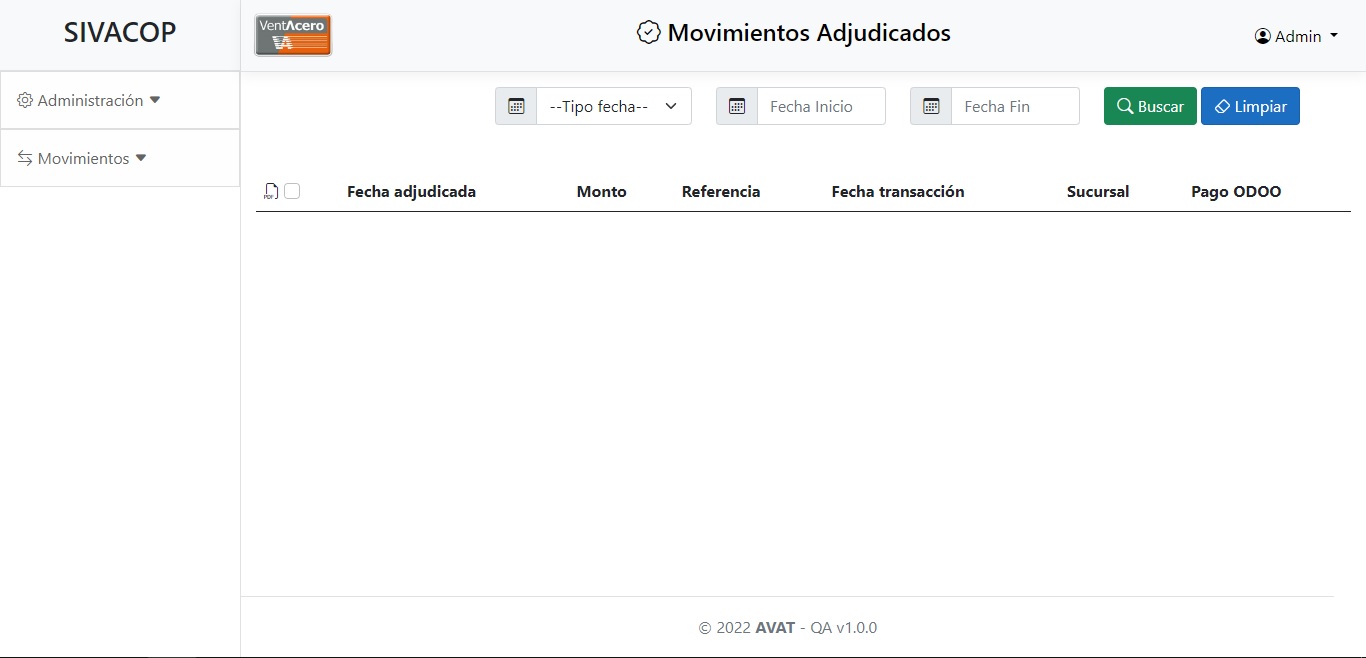 SIVACOP
VentAcero
VA
Movimientos Adjudicados
Admin
Administración
Movimientos
--Tipo fecha--
Fecha Inicio
Fecha Fin
Buscar
Limpiar
PDF
Fecha adjudicada Monto Referencia Fecha transacción Sucursal Pago ODOO
© 2022 AVAT - QA v1.0.0